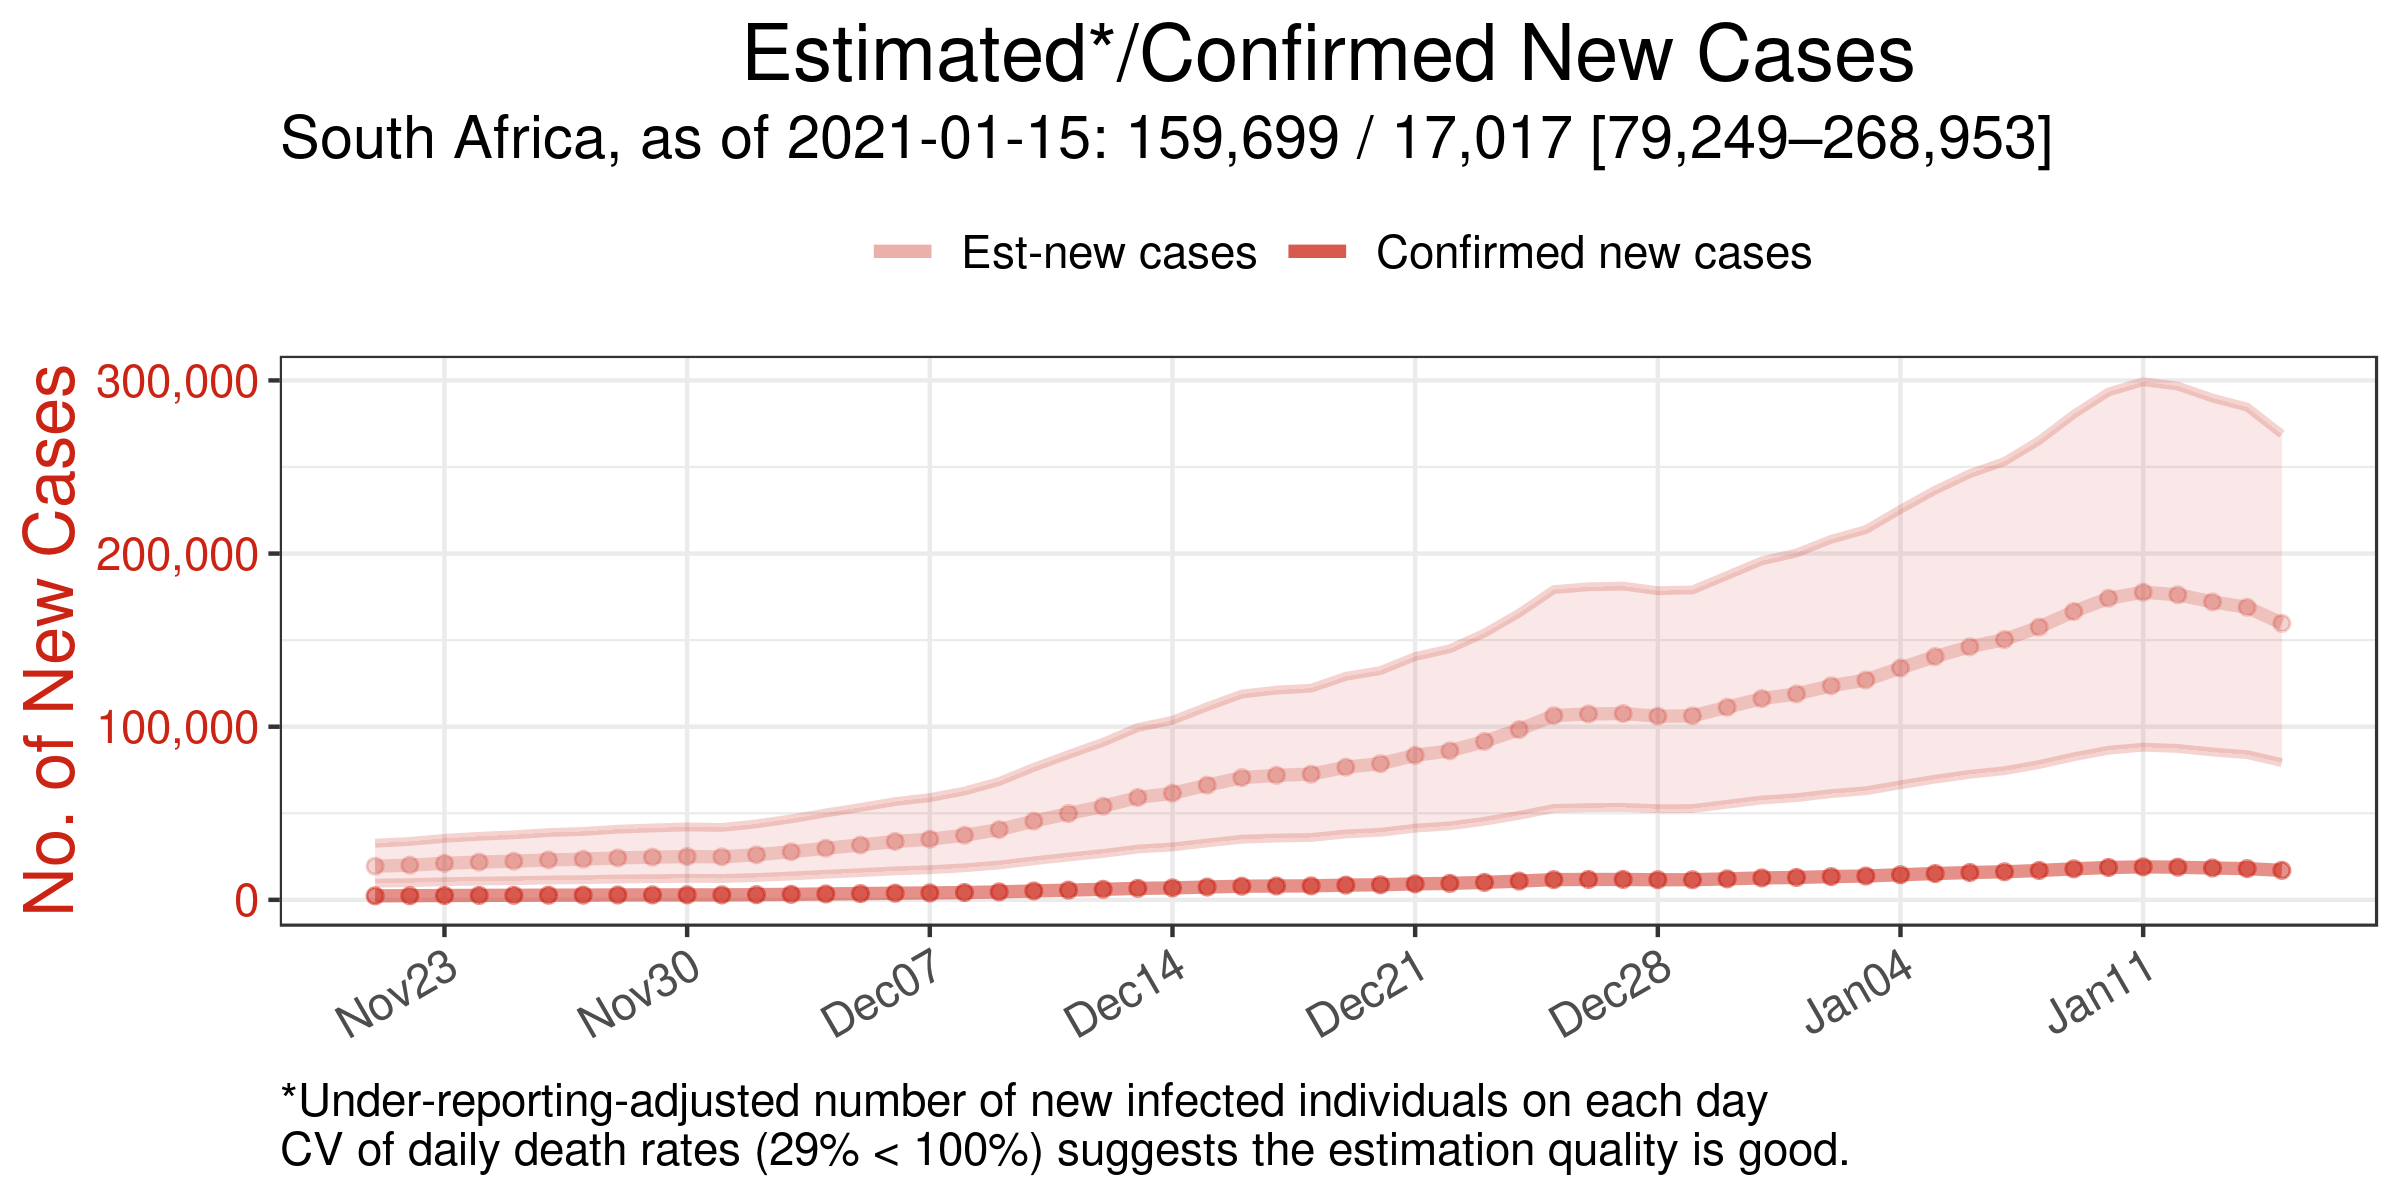 Estimated*/Confirmed New Cases
South Africa, as of 2021-01-15: 159,699 / 17,017 [79,249–268,953]
Est-new cases
Confirmed new cases
No. of New Cases
300,000
200,000
100,000
0
Nov23
Nov30
Dec07
Dec14
Dec21
Dec28
Jan04
Jan11
*Under-reporting-adjusted number of new infected individuals on each day
CV of daily death rates (29% < 100%) suggests the estimation quality is good.